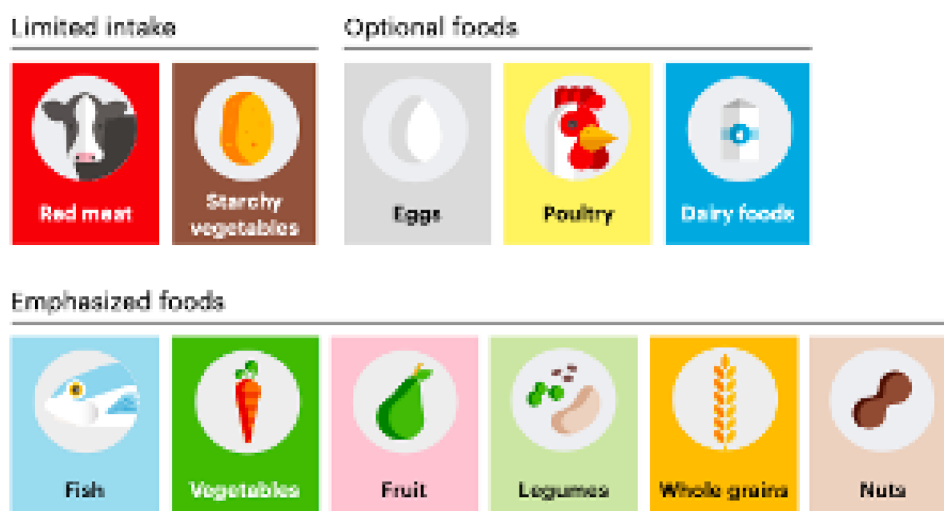 Limited intake
Optional foods
Red meat
Starchy
vegetables
Eggs
Poultry
Dairy foods
Emphasized foods
Fish
Vegetables
Fruit
Legumes
Whole grains
Nuts